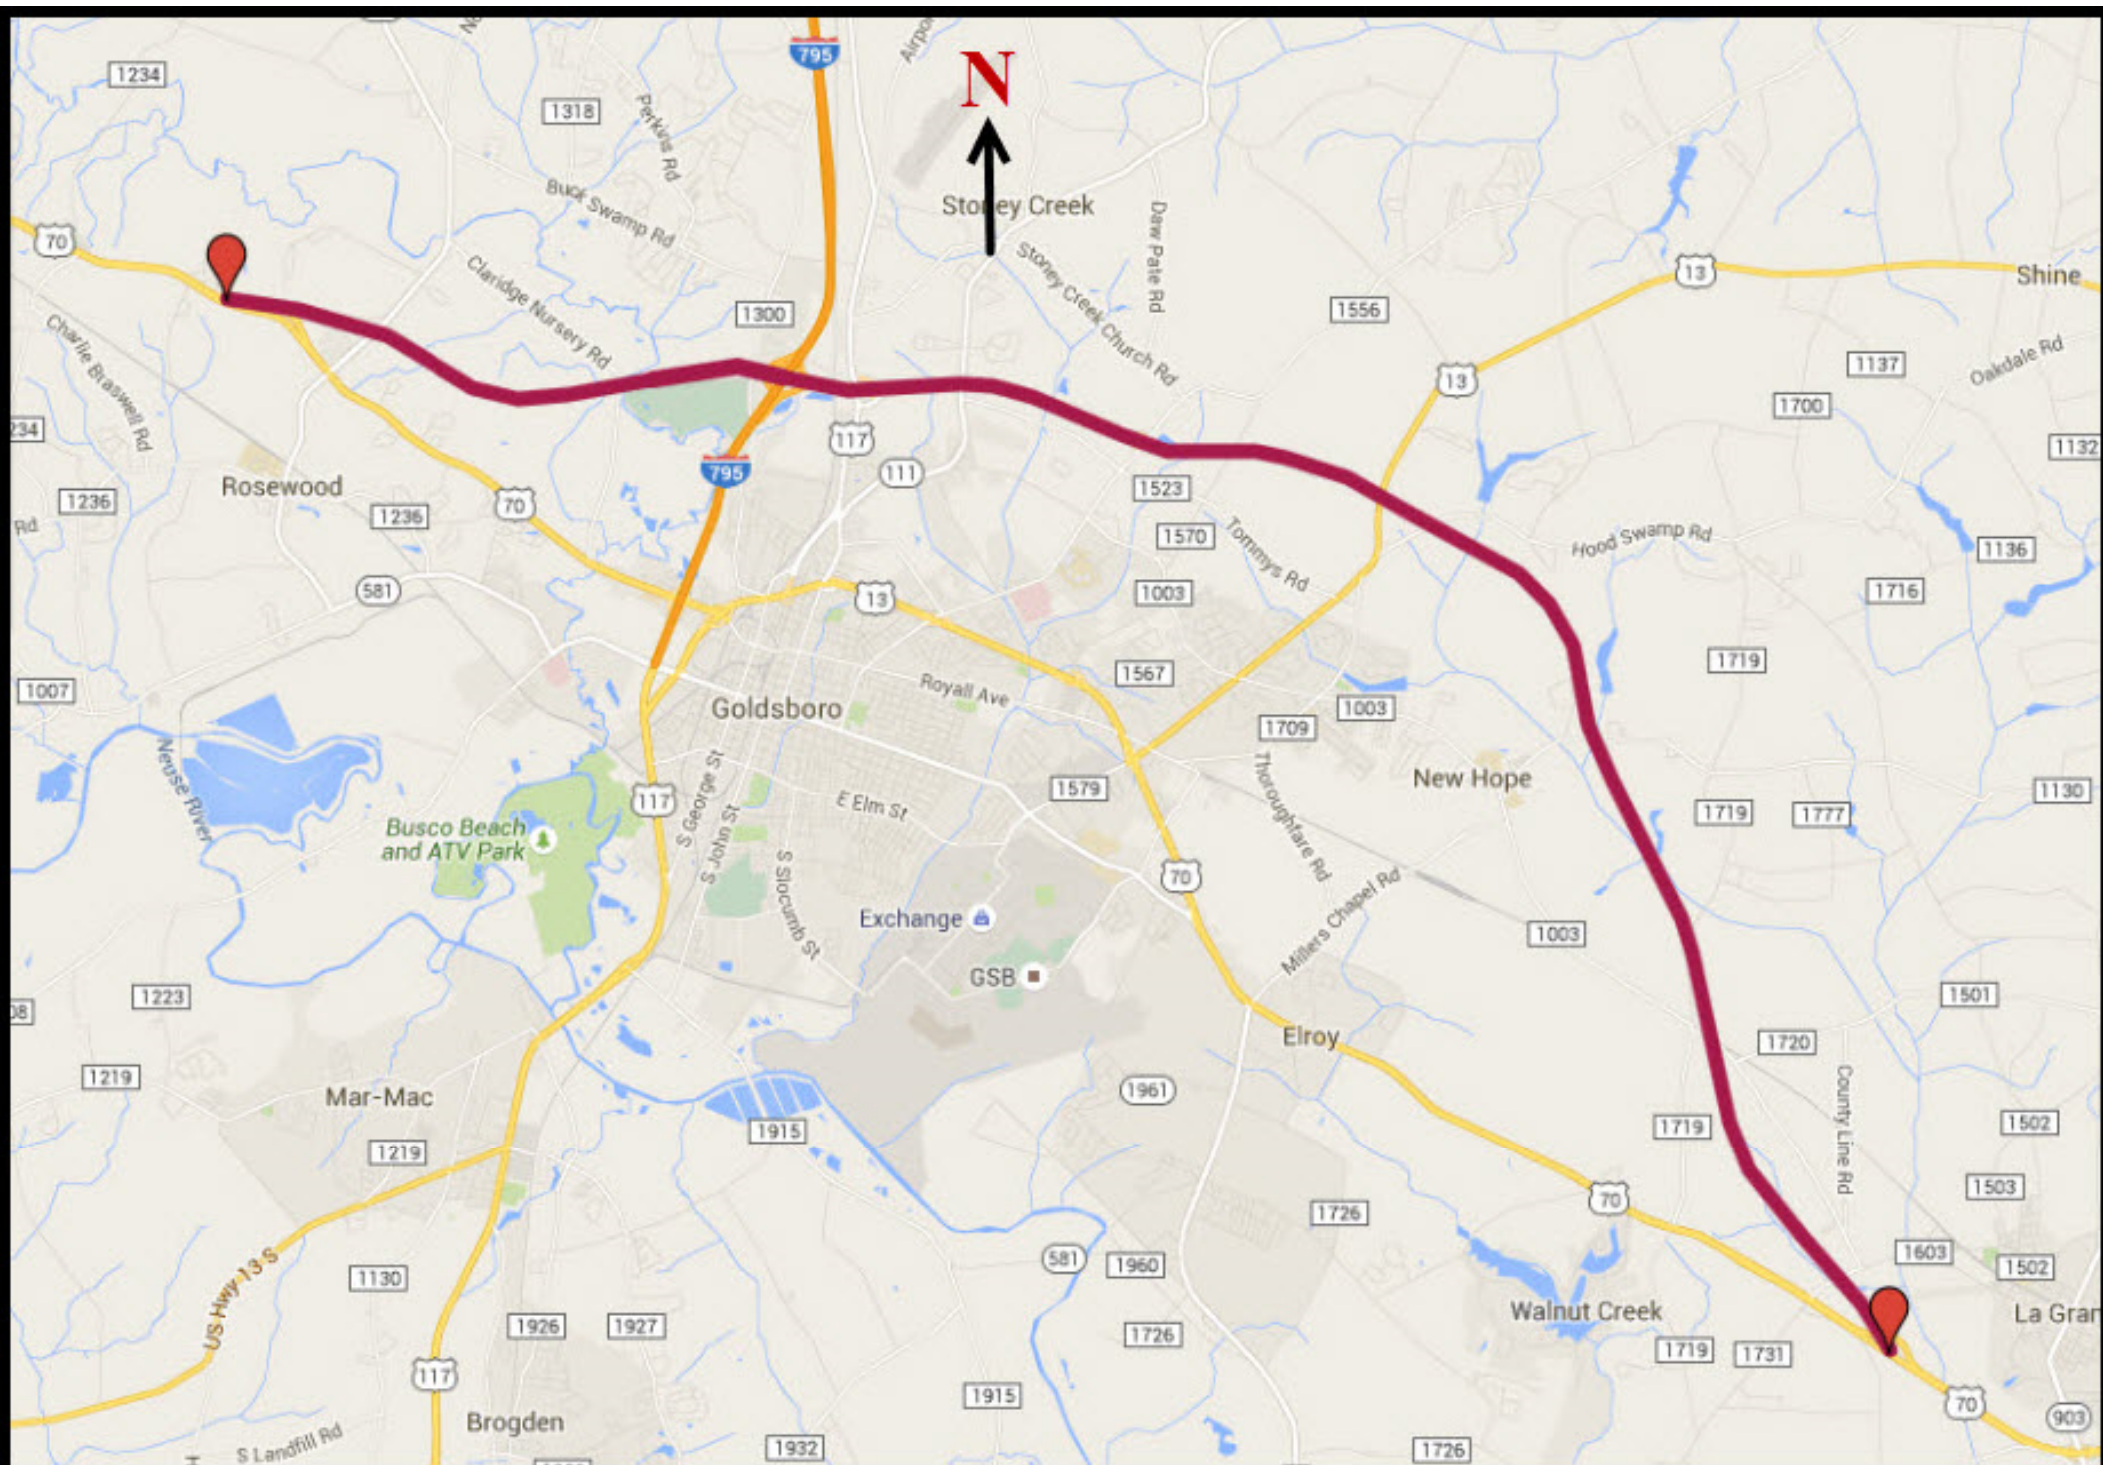 795
Airpo
N
1234
1318
Perkins Rd
Buck Swamp Rd
Stoney Creek
Daw Pate Rd
70
13
Shine
Claridge Nursery Rd
Stoney Creek Church Rd
1300
1556
Charlie Braswell Rd
13
1137
Oakdale Rd
1700
234
117
1132
795
111
Rosewood
1523
1236
70
1236
Rd
1570
Tommys Rd
Hood Swamp Rd
1136
581
13
1003
1716
1567
1719
1007
Royall Ave
Goldsboro
1003
1709
Neuse River
S George St
Thoroughfare Rd
New Hope
1579
1130
117
E Elm St
1719
1777
Busco Beach
and ATV Park
S John St
S Slocumb St
70
Millers Chapel Rd
Exchange
1003
GSB
1223
1501
08
Elroy
1720
1219
Mar-Mac
1961
County Line Rd
1915
1719
1502
1219
1503
70
1726
US Hwy 13 S
581
1960
1603
1502
1130
Walnut Creek
La Gran
1926
1927
1726
1719
1731
117
1915
70
903
Brogden
S Landfill Rd
1932
1726